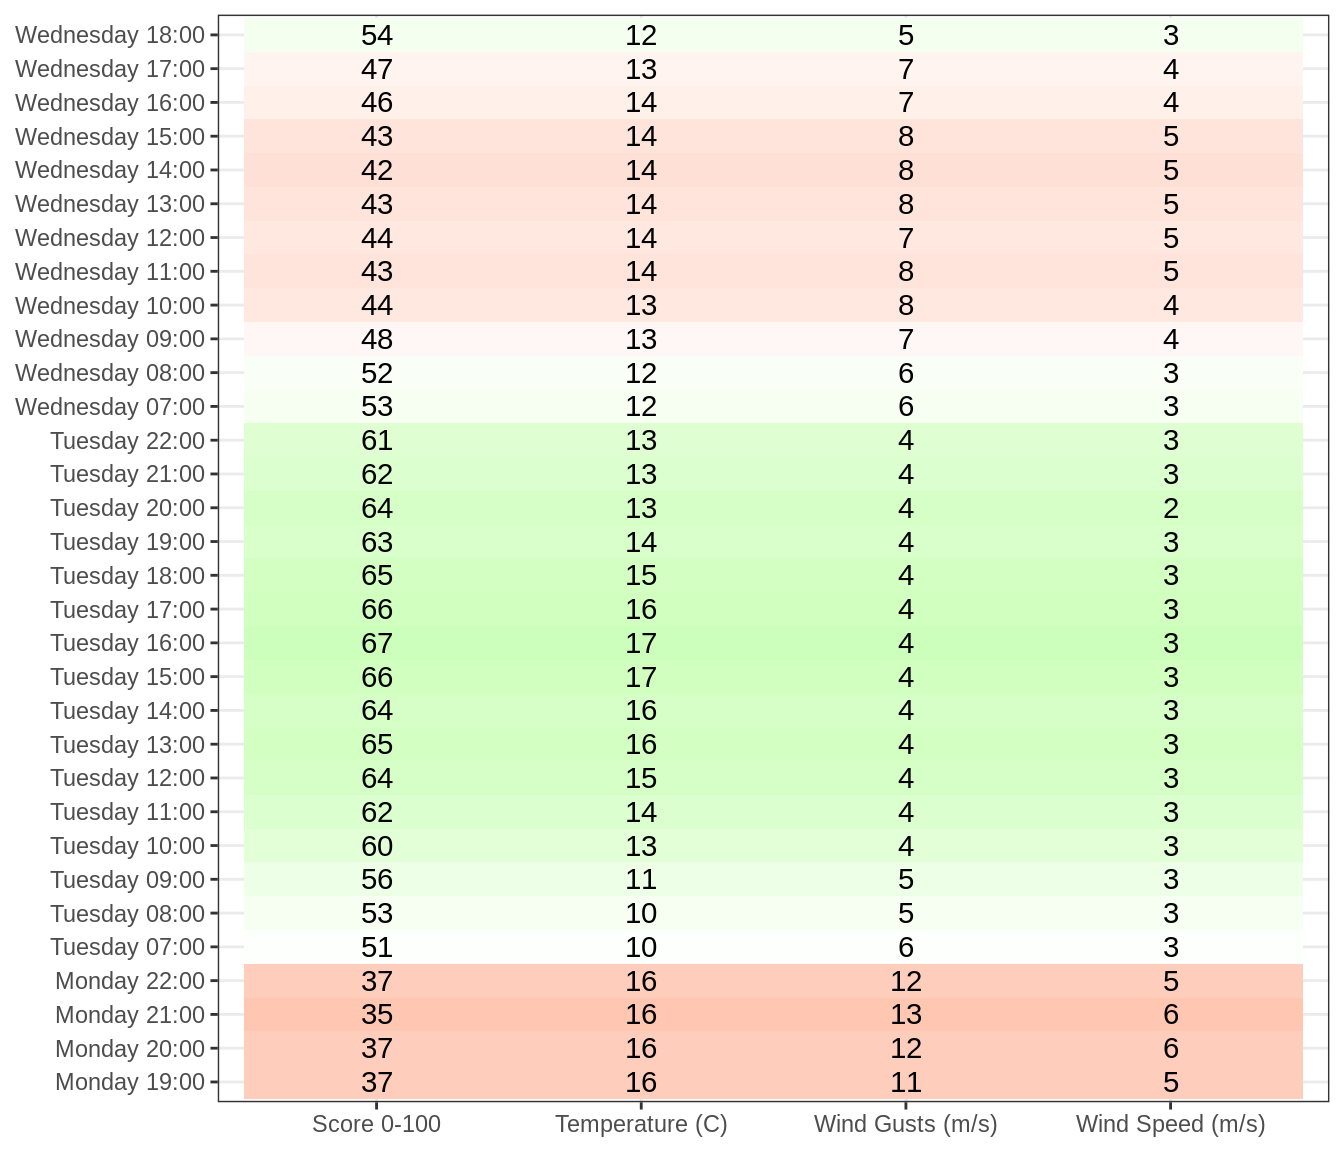 Wednesday 18:00 54 12 5 3
Wednesday 17:00 47 13 7 4
Wednesday 16:00 46 14 7 4
Wednesday 15:00 43 14 8 5
Wednesday 14:00 42 14 8 5
Wednesday 13:00 43 14 8 5
Wednesday 12:00 44 14 7 5
Wednesday 11:00 43 14 8 5
Wednesday 10:00 44 13 8 4
Wednesday 09:00 48 13 7 4
Wednesday 08:00 52 12 6 3
Wednesday 07:00 53 12 6 3
Tuesday 22:00 61 13 4 3
Tuesday 21:00 62 13 4 3
Tuesday 20:00 64 13 4 2
Tuesday 19:00 63 14 4 3
Tuesday 18:00 65 15 4 3
Tuesday 17:00 66 16 4 3
Tuesday 16:00 67 17 4 3
Tuesday 15:00 66 17 4 3
Tuesday 14:00 64 16 4 3
Tuesday 13:00 65 16 4 3
Tuesday 12:00 64 15 4 3
Tuesday 11:00 62 14 4 3
Tuesday 10:00 60 13 4 3
Tuesday 09:00 56 11 5 3
Tuesday 08:00 53 10 5 3
Tuesday 07:00 51 10 6 3
Monday 22:00 37 16 12 5
Monday 21:00 35 16 13 6
Monday 20:00 37 16 12 6
Monday 19:00 37 16 11 5
Score 0-100 Temperature (C) Wind Gusts (m/s) Wind Speed (m/s)